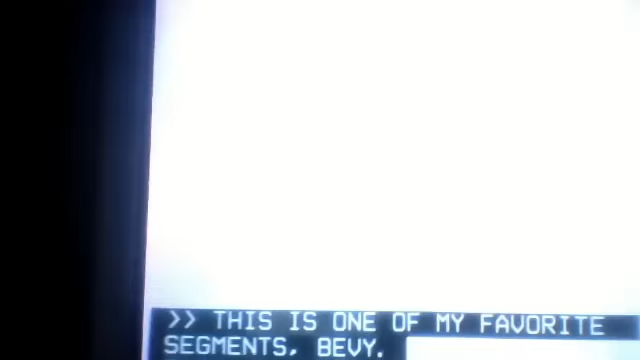 >> THIS IS ONE OF MY FAVORITE
SEGMENTS, BEVY.